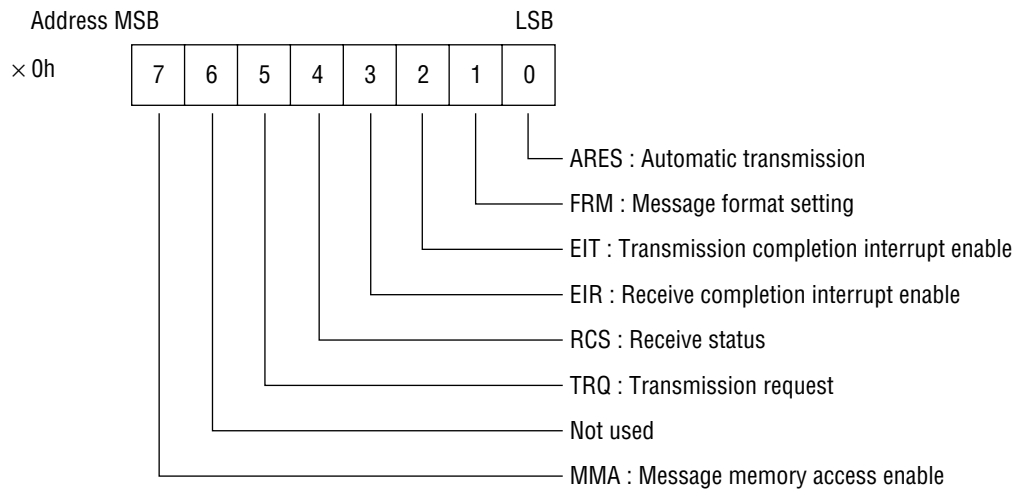 Address MSB LSB
× 0h 7 6 5 4 3 2 1 0
ARES : Automatic transmission
FRM : Message format setting
EIT : Transmission completion interrupt enable
EIR : Receive completion interrupt enable
RCS : Receive status
TRQ : Transmission request
Not used
MMA : Message memory access enable